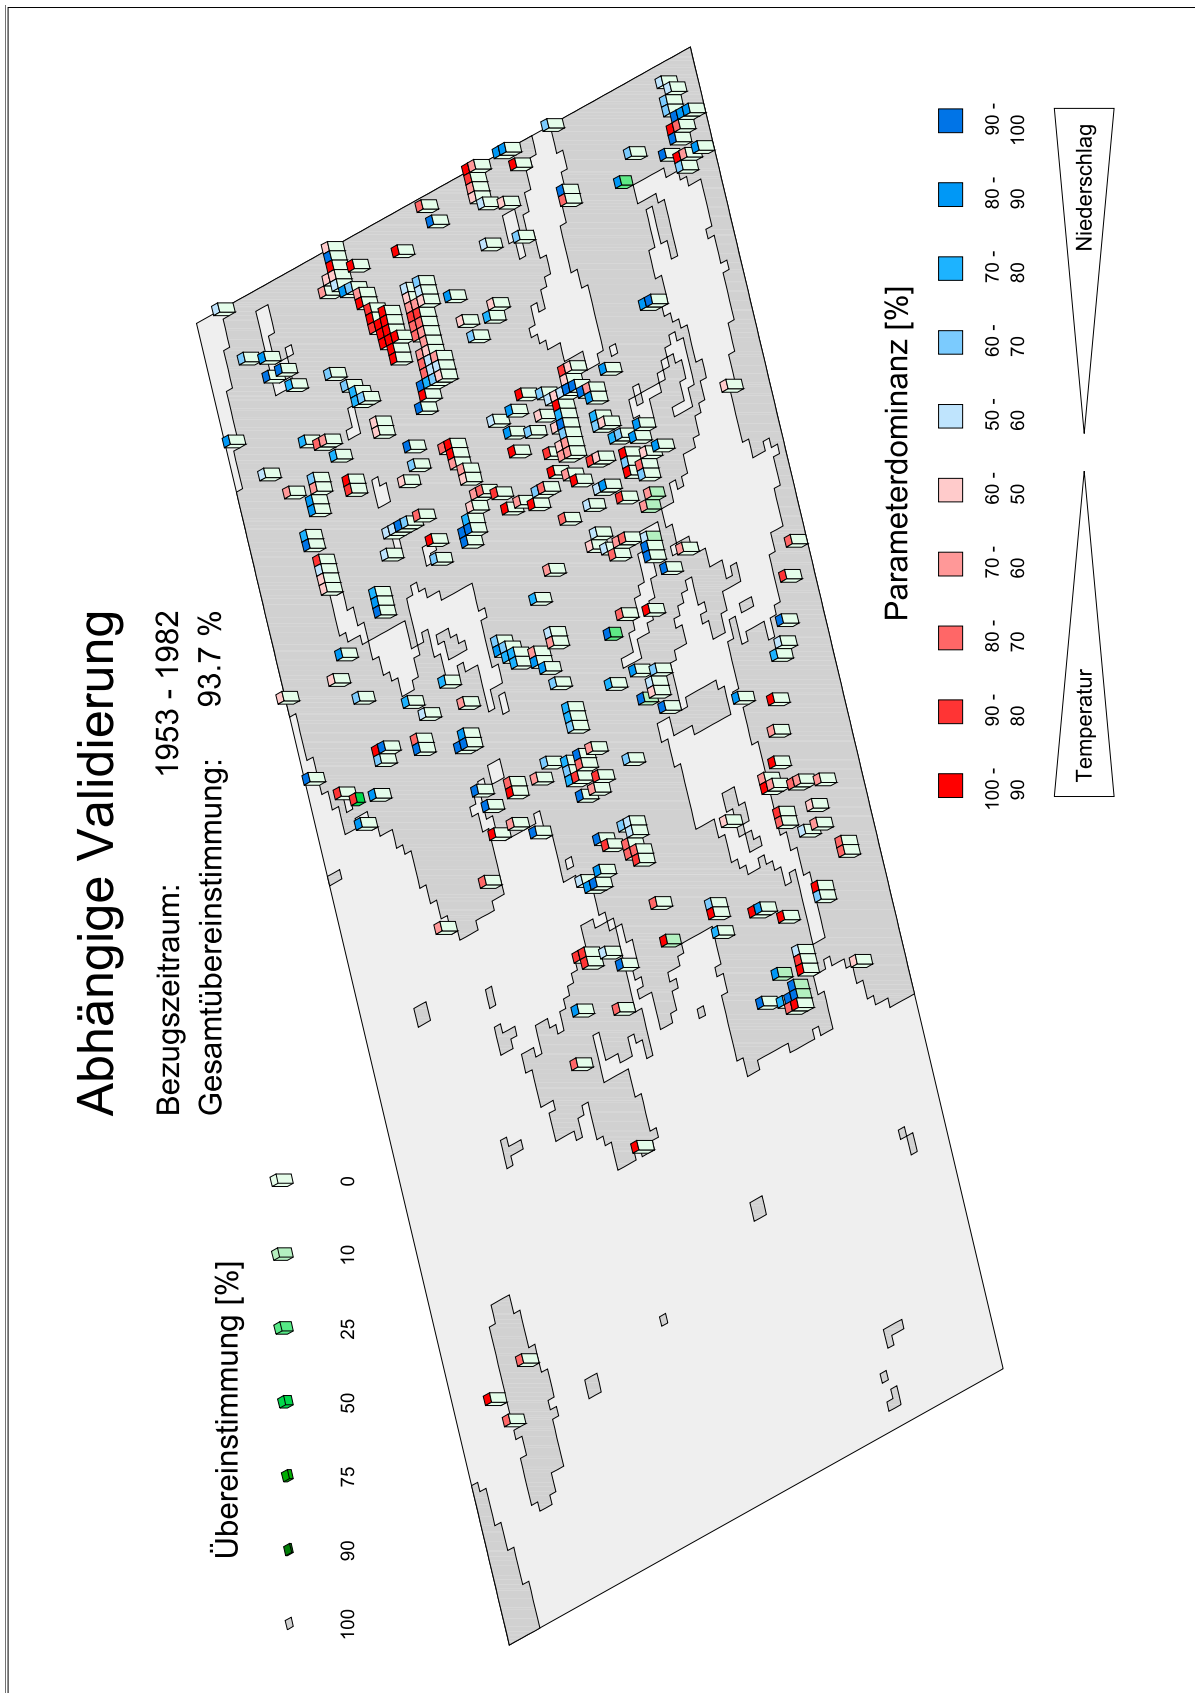 Abhängige Validierung
Bezugszeitraum: 1953 - 1982
Gesamtübereinstimmung: 93.7 %
Übereinstimmung [%]
100 90 75 50 25 10 0
Parameterdominanz [%]
100 - 90 - 80 - 70 - 60 - 50 - 60 - 70 - 80 - 90 -
90 80 70 60 50 60 70 80 90 100
Temperatur Niederschlag